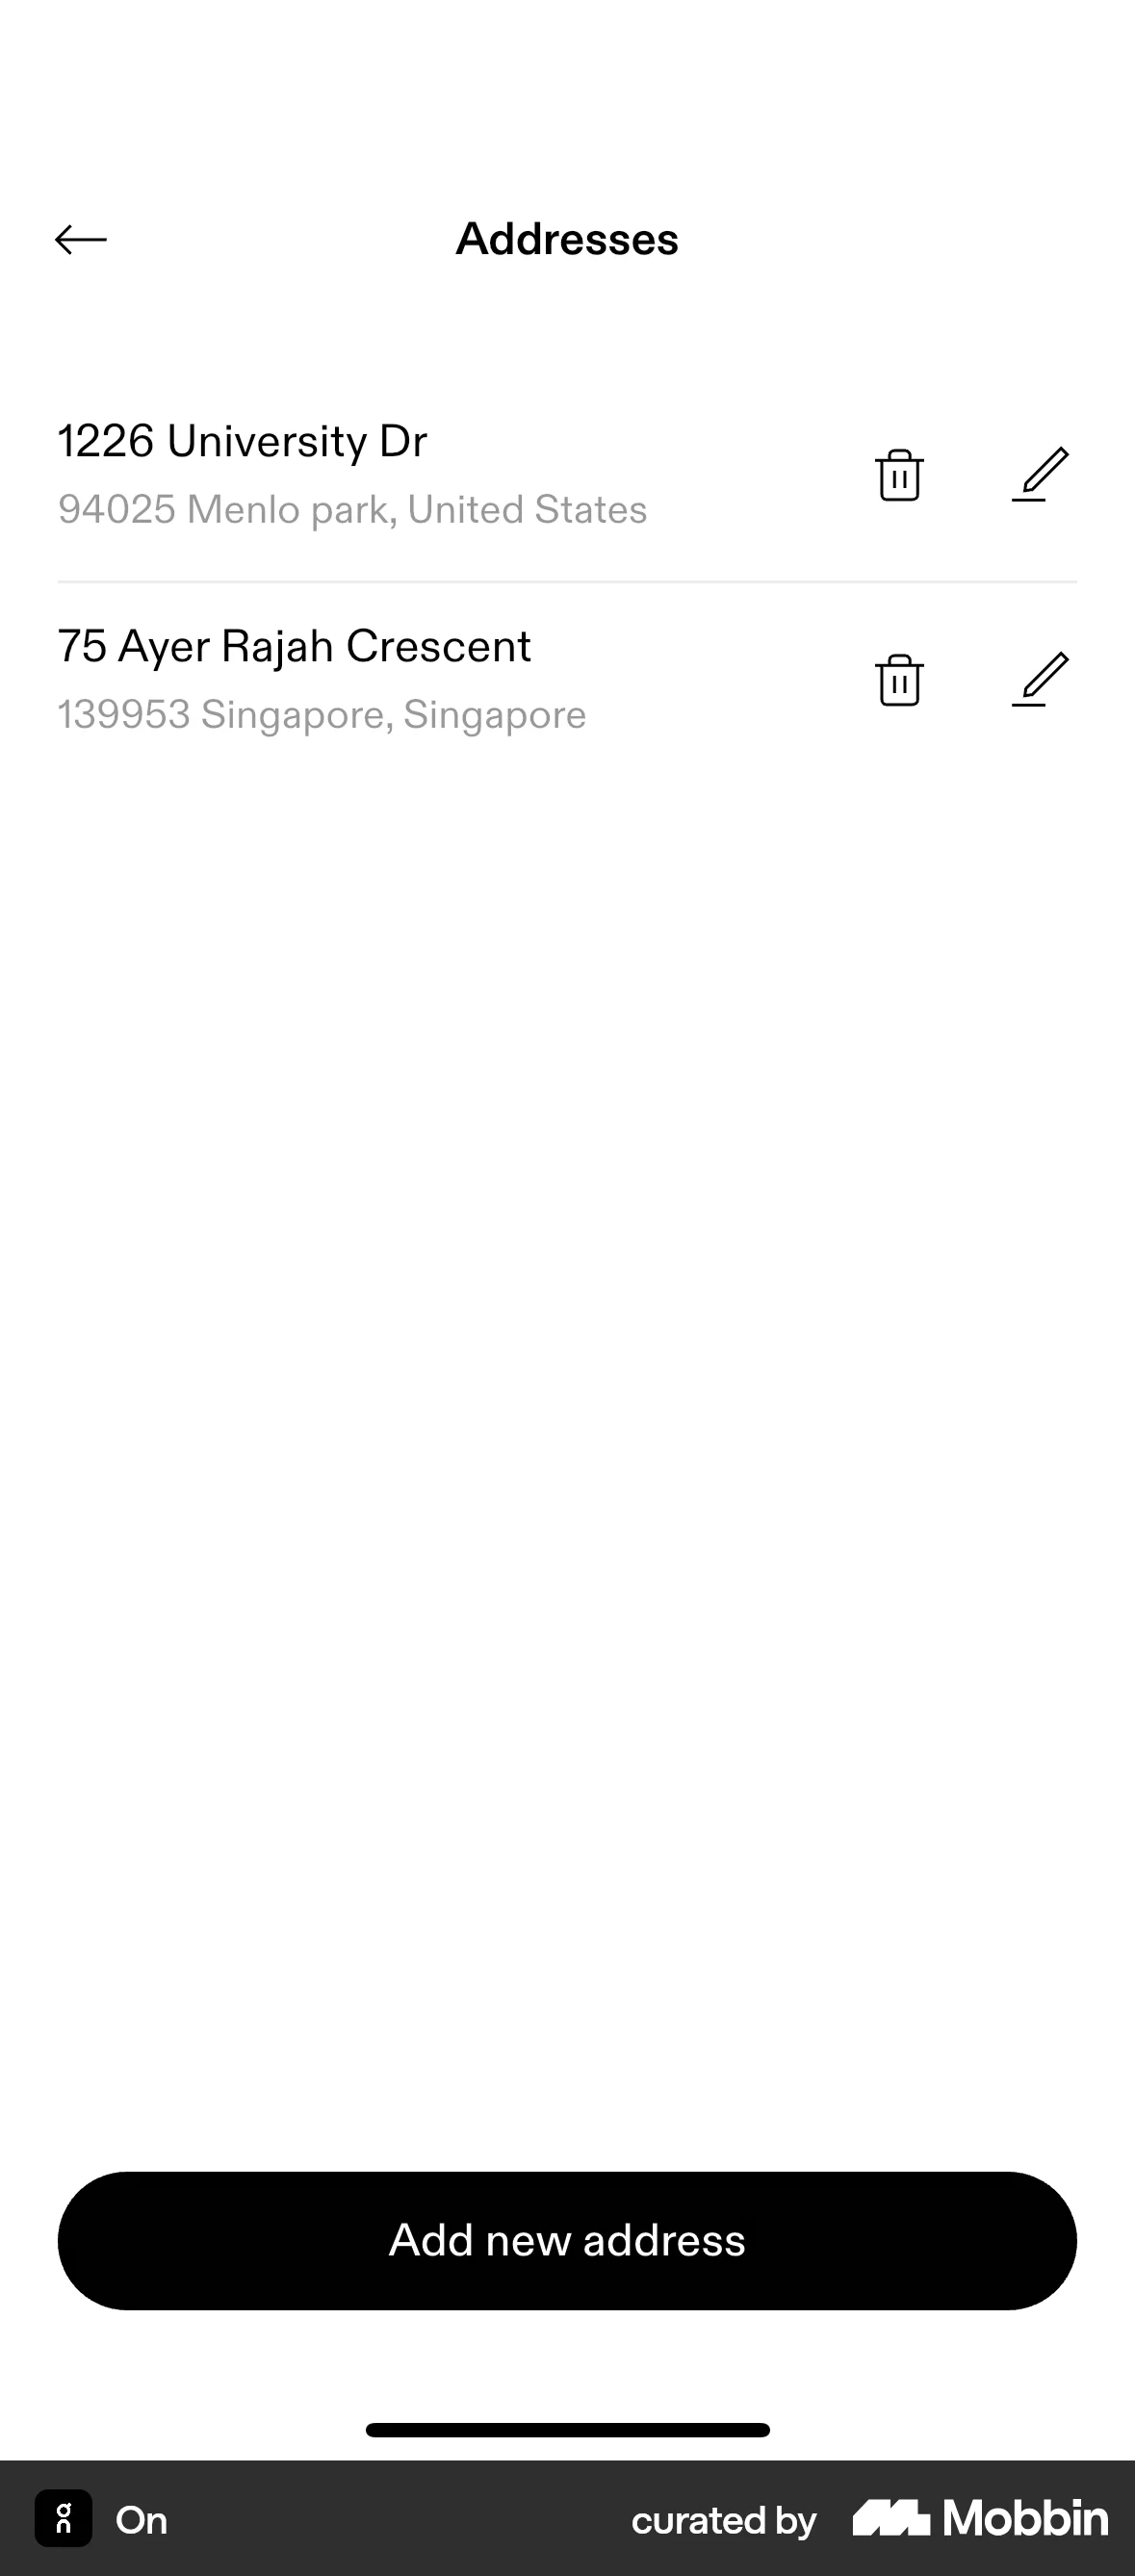 Addresses
1226 University Dr
94025 Menlo park, United States
75 Ayer Rajah Crescent
139953 Singapore, Singapore
Add new address
On
On
curated by Mobbin